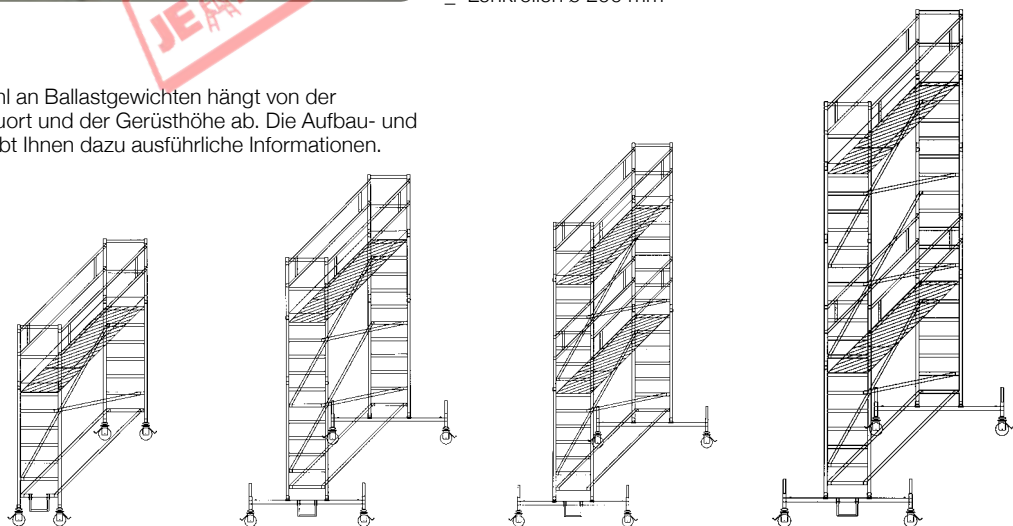 JE
_ Lenkrollen ø 200 mm
hl an Ballastgewichten hängt von der
uort und der Gerüsthöhe ab. Die Aufbau- und
bt Ihnen dazu ausführliche Informationen.